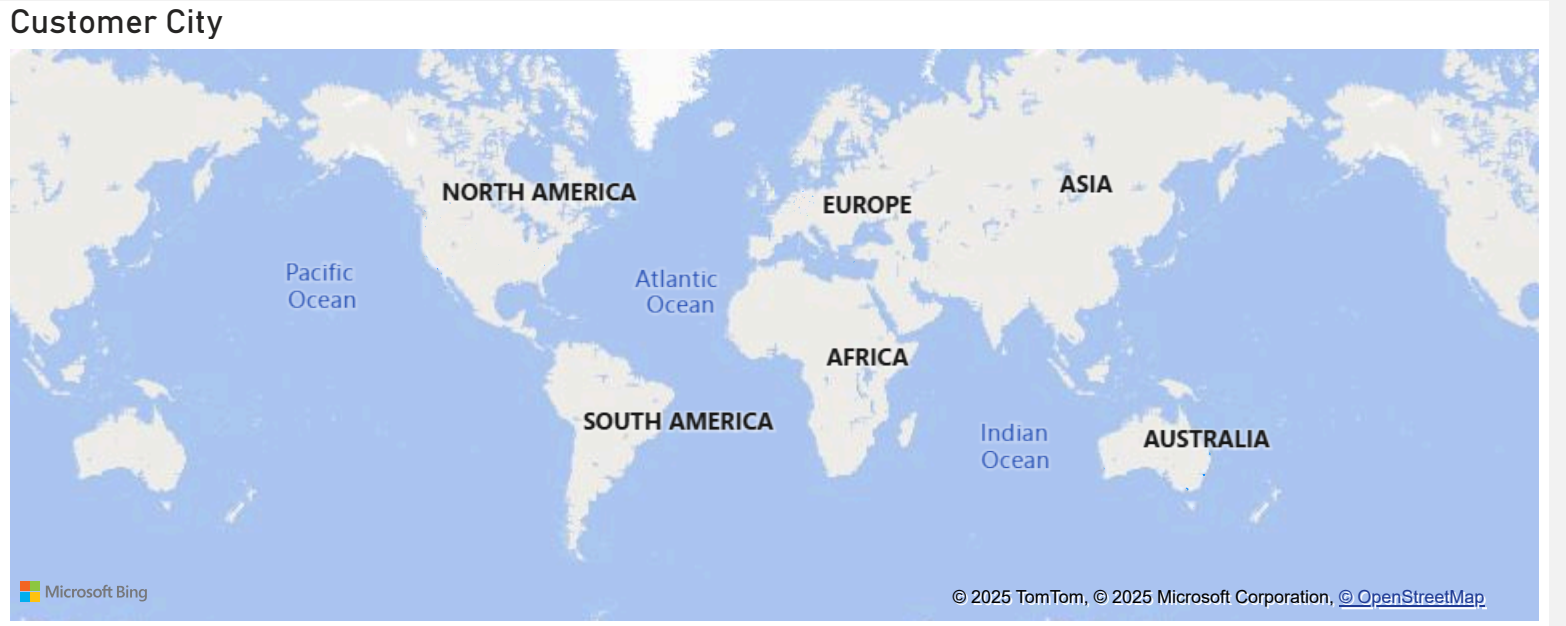 Customer City
NORTH AMERICA
ASIA
EUROPE
Pacific
Ocean
Atlantic
Ocean
AFRICA
SOUTH AMERICA
Indian
Ocean
AUSTRALIA
Microsoft Bing
© 2025 TomTom, © 2025 Microsoft Corporation, © OpenStreetMap